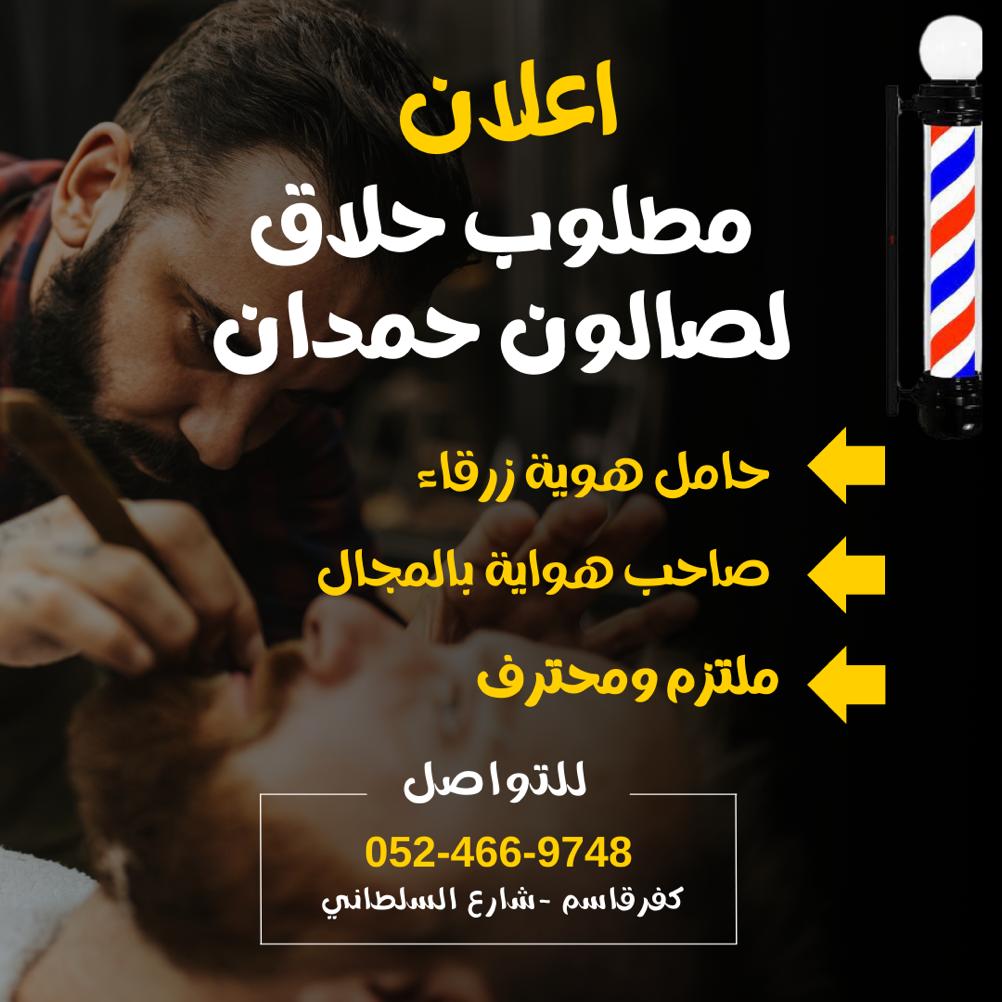 اعلان
مطلوب حلاق
لصالون حمدان
حامل هوية زرقاء
صاحب هواية بالمجال
ملتزم ومحترف
للتواصل
052-466-9748
كفرقاسم -شارع السلطاني